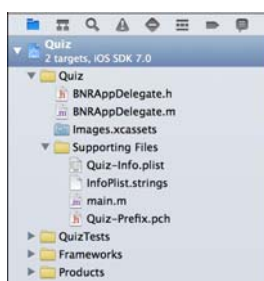 Quiz
2 targets, iOS SDK 7.0
Quiz
BNRAppDelegate.h
BNRAppDelegate.m
Images.xcassets
Supporting Files
Quiz-Info.plist
InfoPlist.strings
main.m
Quiz-Prefix.pch
QuizTests
Frameworks
Products